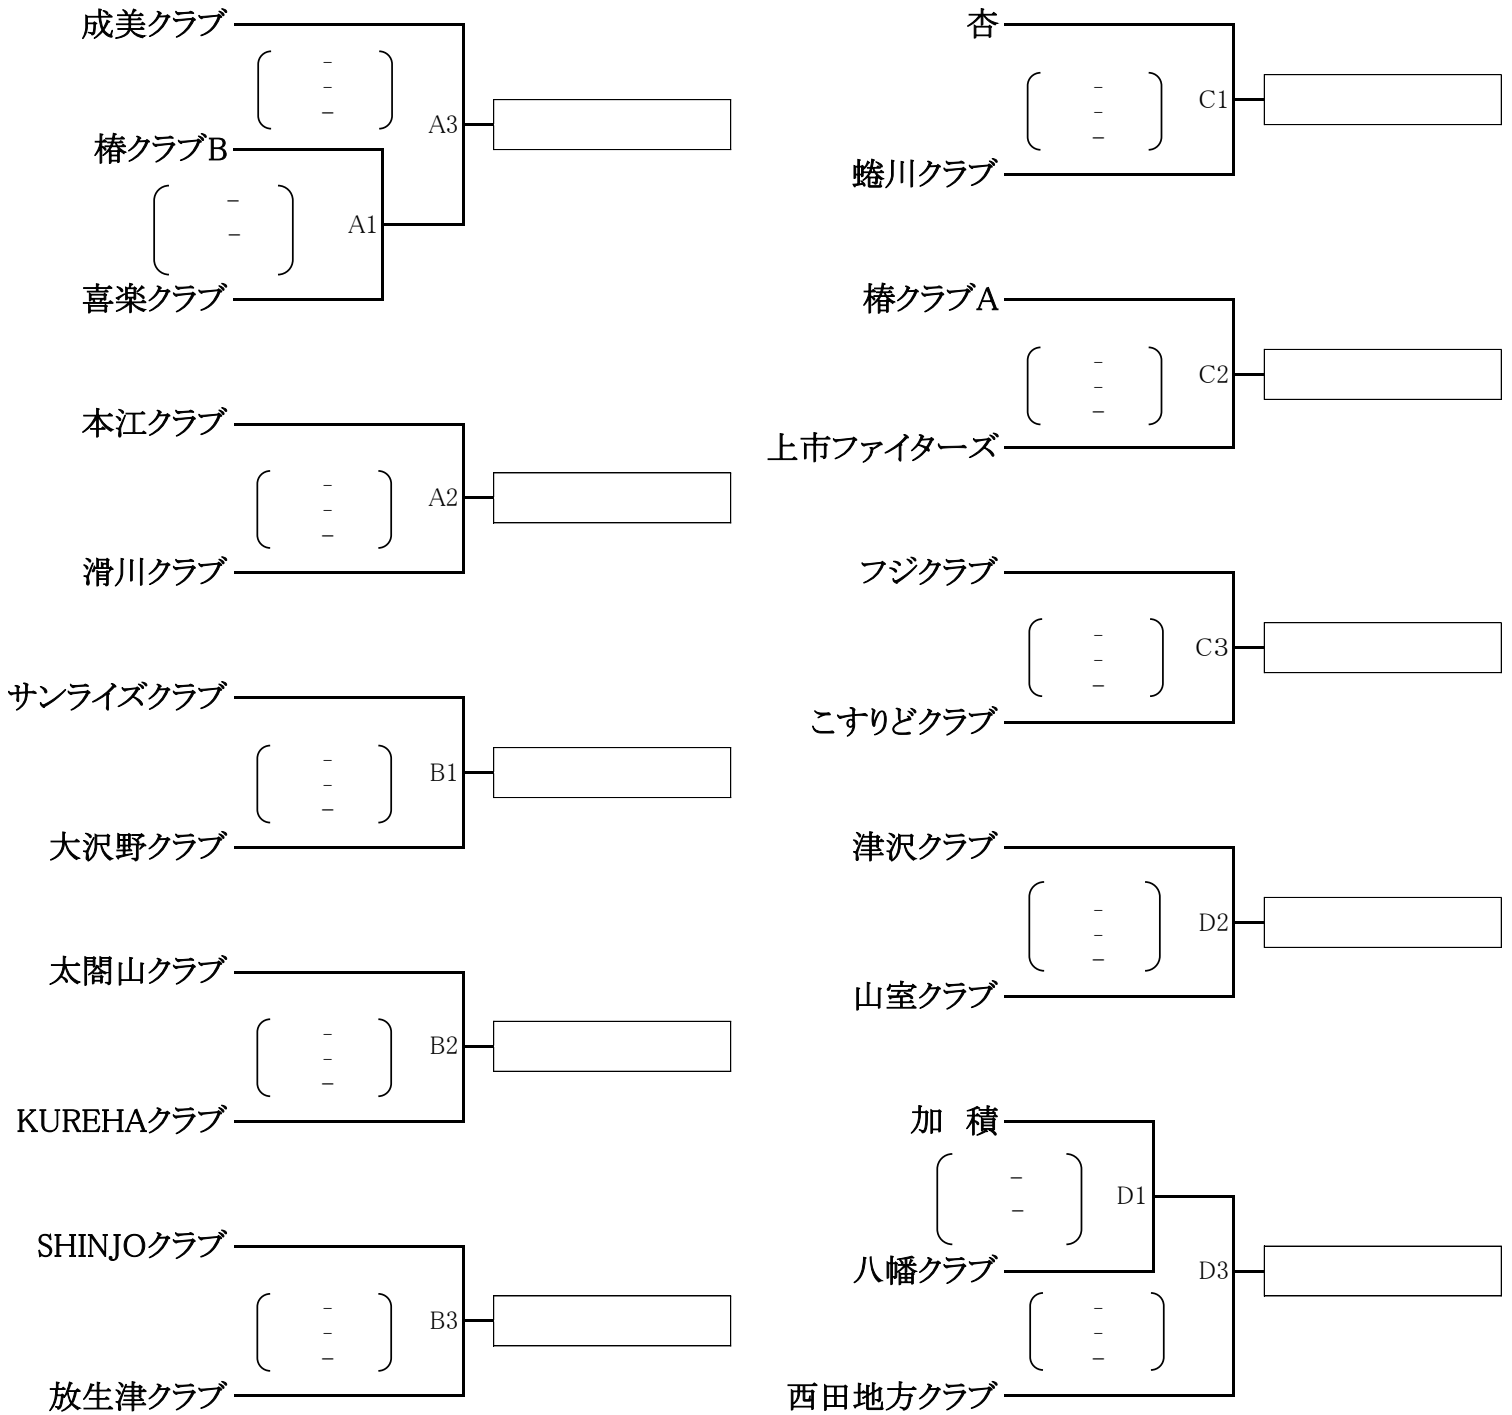 成美クラブ
-
-
-
A3
椿クラブB
-
-
A1
喜楽クラブ
本江クラブ
-
-
-
A2
滑川クラブ
サンライズクラブ
-
-
-
B1
大沢野クラブ
太閤山クラブ
-
-
-
B2
KUREHAクラブ
SHINJOクラブ
-
-
-
B3
放生津クラブ
杏
-
-
-
C1
蜷川クラブ
椿クラブA
-
-
-
C2
上市ファイターズ
フジクラブ
-
-
-
C3
こすりどクラブ
津沢クラブ
-
-
-
D2
山室クラブ
加　積
-
-
D1
八幡クラブ
D3
-
-
-
西田地方クラブ